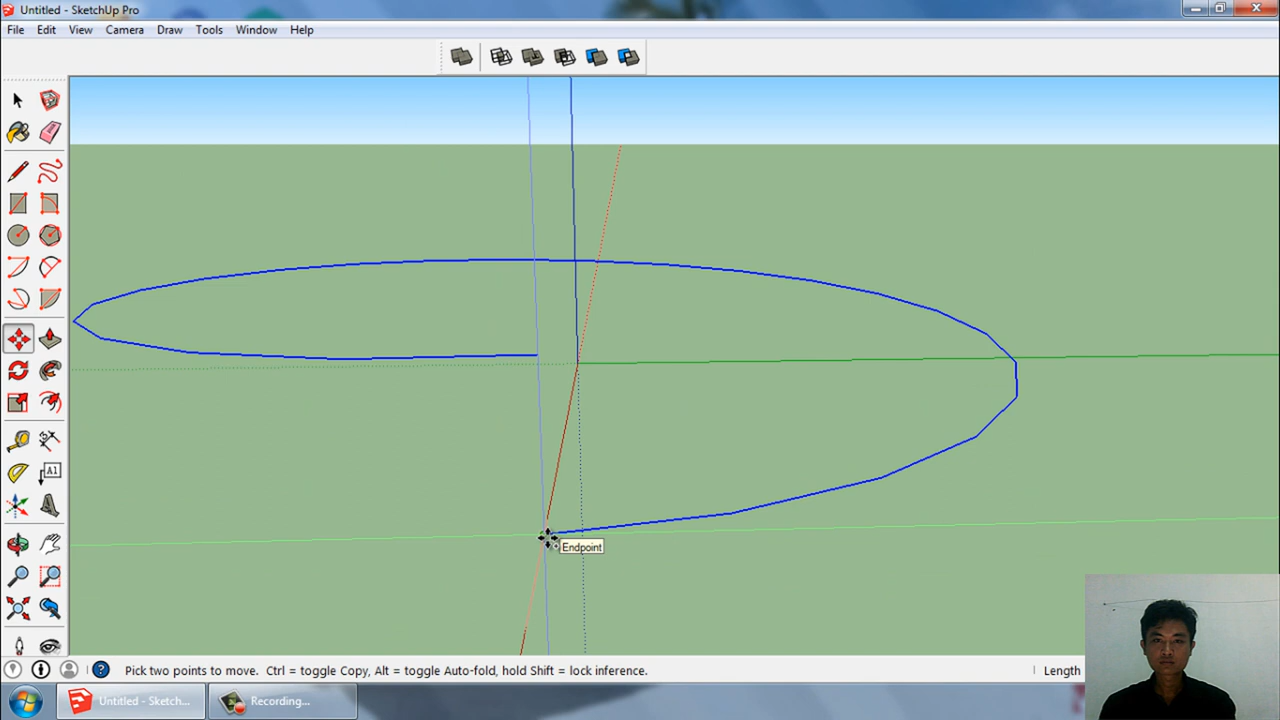 Untitled - SketchUp Pro
File Edit View Camera Draw Tools Window Help
A1
Endpoint
Pick two points to move. Ctrl = toggle Copy, Alt = toggle Auto-fold, hold Shift = lock inference.
Length
Untitled - Sketch...
Recording...